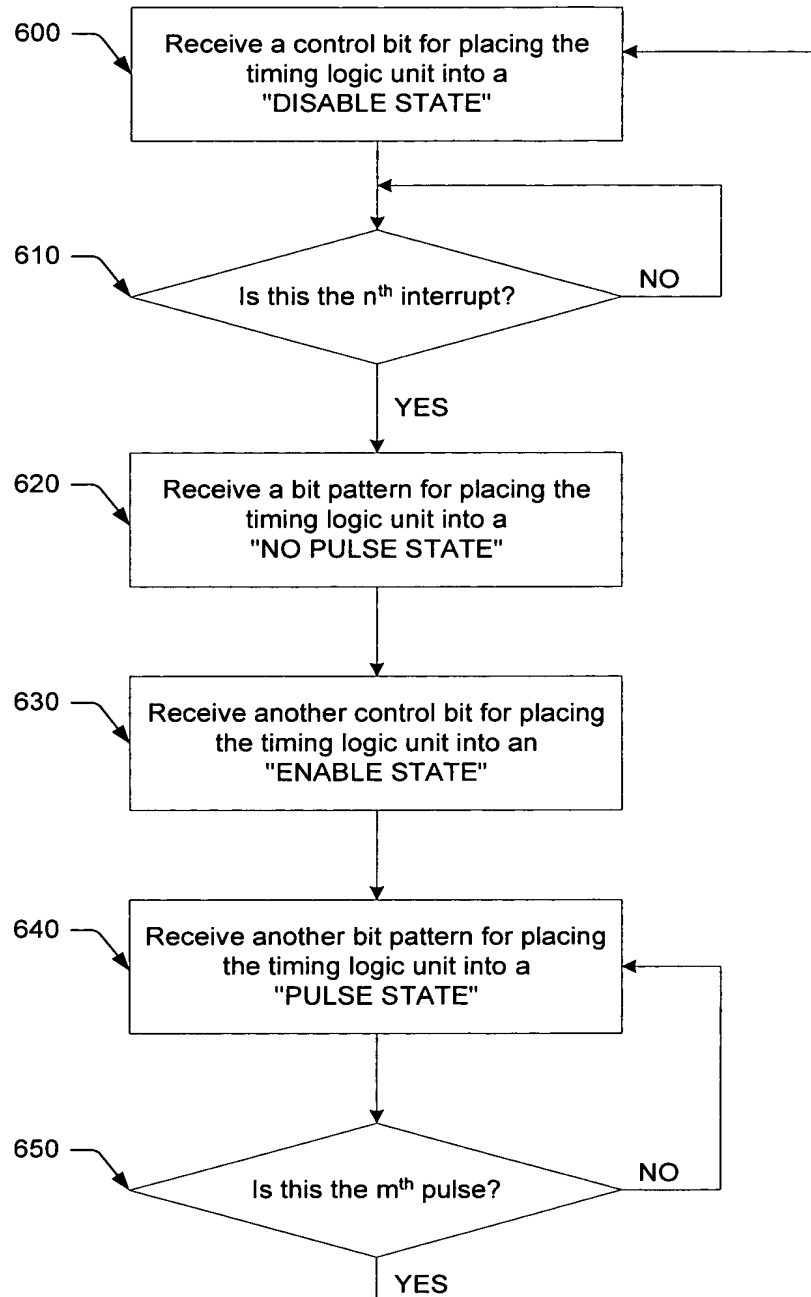 600
Receive a control bit for placing the
timing logic unit into a
"DISABLE STATE"
610
Is this the nth interrupt?
NO
YES
620
Receive a bit pattern for placing the
timing logic unit into a
"NO PULSE STATE"
630
Receive another control bit for placing
the timing logic unit into an
"ENABLE STATE"
640
Receive another bit pattern for placing
the timing logic unit into a
"PULSE STATE"
650
Is this the mth pulse?
NO
YES